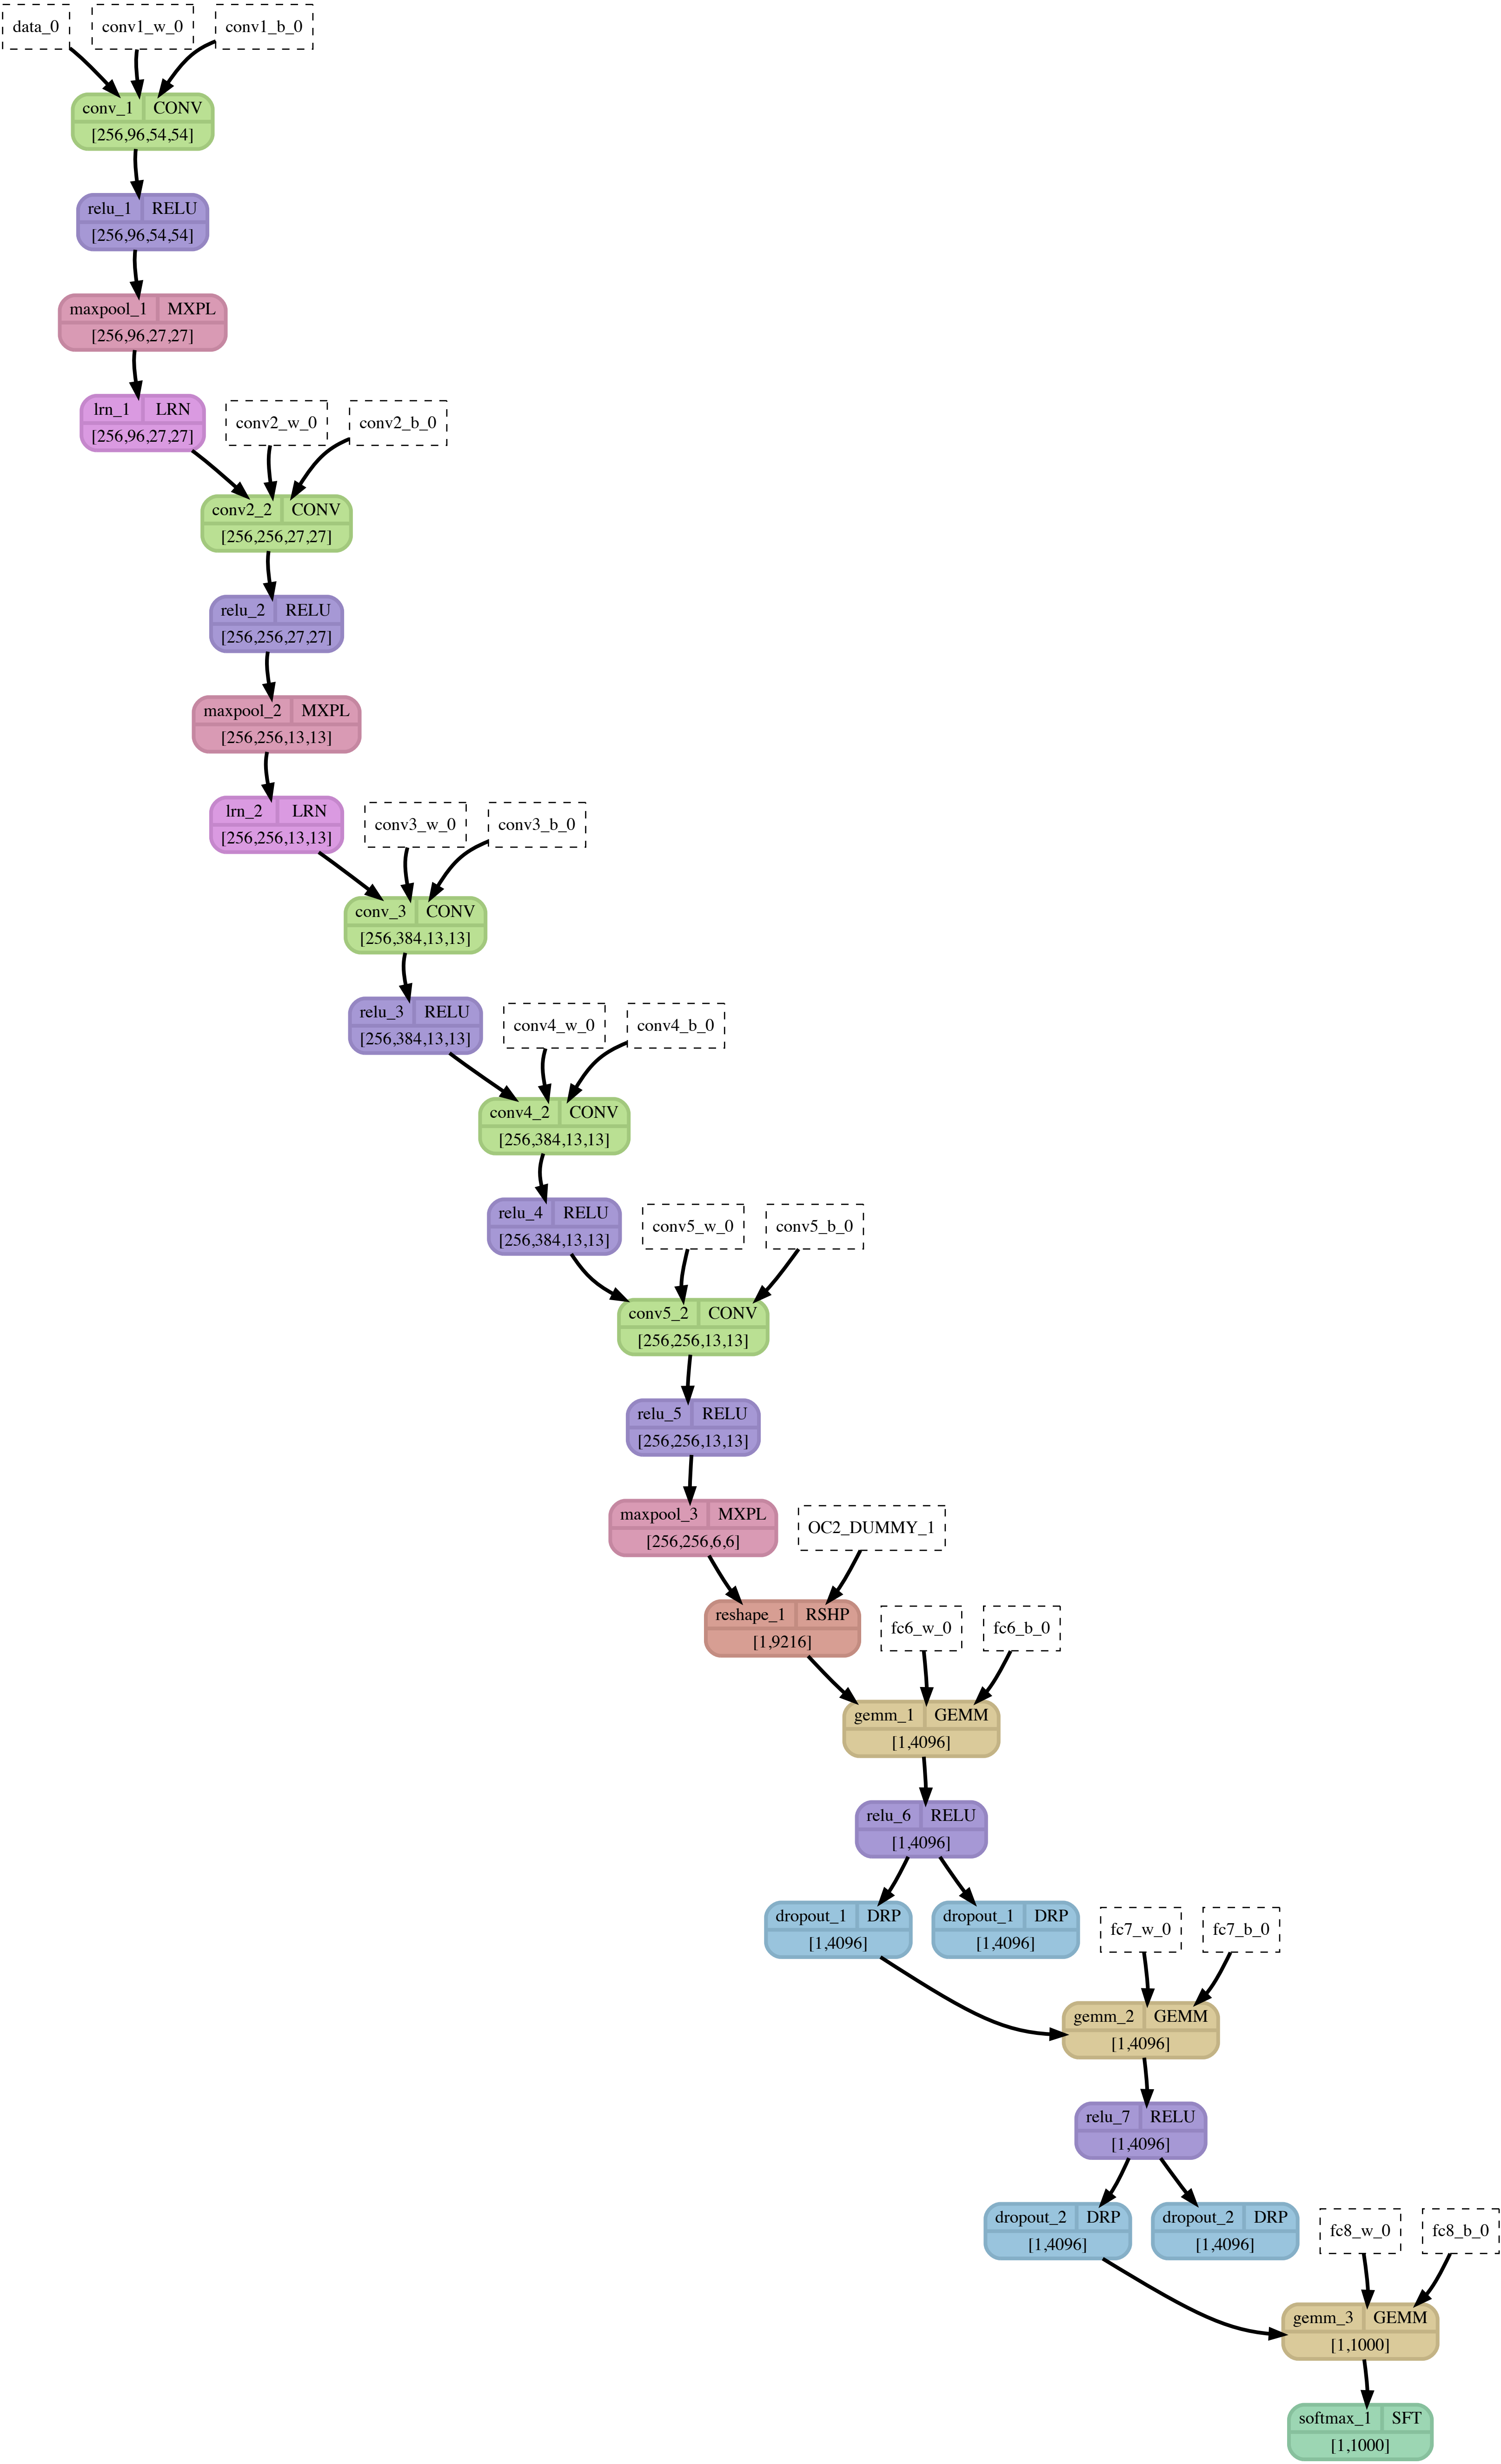 data_0
conv1_w_0
conv1_b_0
conv_1 CONV
[256,96,54,54]
relu_1 RELU
[256,96,54,54]
maxpool_1 MXPL
[256,96,27,27]
lrn_1 LRN
[256,96,27,27]
conv2_w_0
conv2_b_0
conv2_2 CONV
[256,256,27,27]
relu_2 RELU
[256,256,27,27]
maxpool_2 MXPL
[256,256,13,13]
lrn_2 LRN
[256,256,13,13]
conv3_w_0
conv3_b_0
conv_3 CONV
[256,384,13,13]
relu_3 RELU
[256,384,13,13]
conv4_w_0
conv4_b_0
conv4_2 CONV
[256,384,13,13]
relu_4 RELU
[256,384,13,13]
conv5_w_0
conv5_b_0
conv5_2 CONV
[256,256,13,13]
relu_5 RELU
[256,256,13,13]
maxpool_3 MXPL
[256,256,6,6]
OC2_DUMMY_1
reshape_1 RSHP
[1,9216]
fc6_w_0
fc6_b_0
gemm_1 GEMM
[1,4096]
relu_6 RELU
[1,4096]
dropout_1 DRP
[1,4096]
dropout_1 DRP
[1,4096]
fc7_w_0
fc7_b_0
gemm_2 GEMM
[1,4096]
relu_7 RELU
[1,4096]
dropout_2 DRP
[1,4096]
dropout_2 DRP
[1,4096]
fc8_w_0
fc8_b_0
gemm_3 GEMM
[1,1000]
softmax_1 SFT
[1,1000]